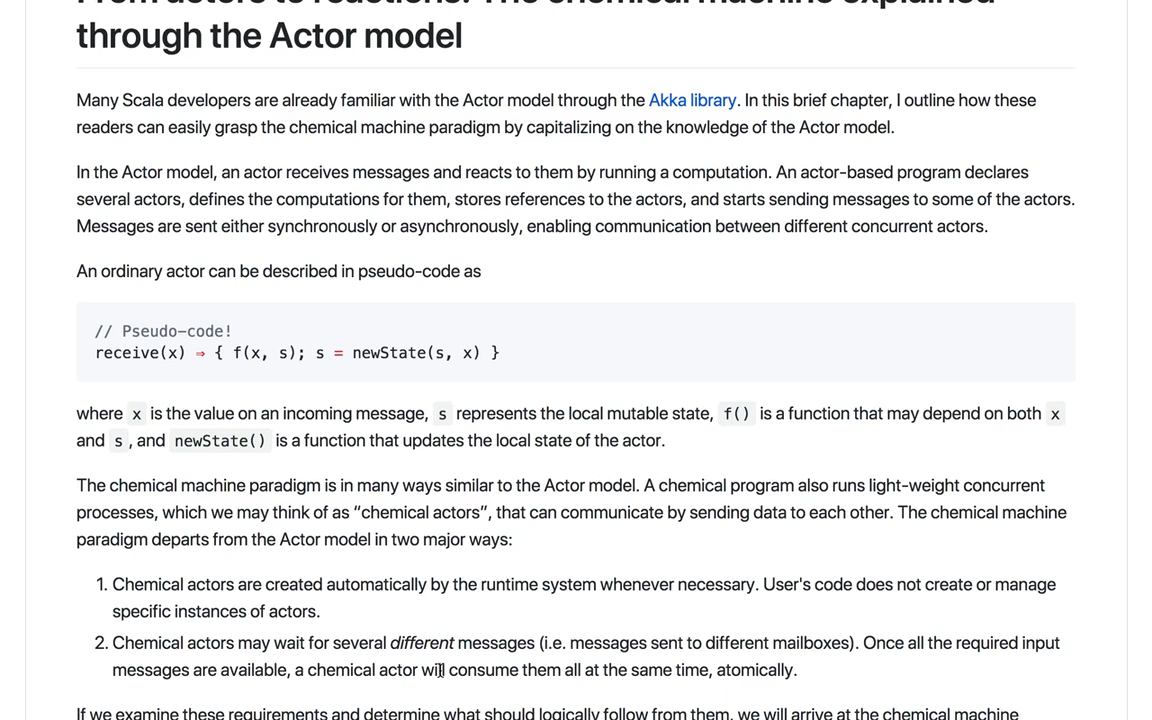 From actors to reactions: The chemical machine explained
through the Actor model
Many Scala developers are already familiar with the Actor model through the Akka library. In this brief chapter, I outline how these
readers can easily grasp the chemical machine paradigm by capitalizing on the knowledge of the Actor model.
In the Actor model, an actor receives messages and reacts to them by running a computation. An actor-based program declares
several actors, defines the computations for them, stores references to the actors, and starts sending messages to some of the actors.
Messages are sent either synchronously or asynchronously, enabling communication between different concurrent actors.
An ordinary actor can be described in pseudo-code as
// Pseudo-code!
receive(x) ⇒ { f(x, s); s = newState(s, x) }
where x is the value on an incoming message, s represents the local mutable state, f() is a function that may depend on both x
and s , and newState() is a function that updates the local state of the actor.
The chemical machine paradigm is in many ways similar to the Actor model. A chemical program also runs light-weight concurrent
processes, which we may think of as “chemical actors”, that can communicate by sending data to each other. The chemical machine
paradigm departs from the Actor model in two major ways:
1. Chemical actors are created automatically by the runtime system whenever necessary. User's code does not create or manage
specific instances of actors.
2. Chemical actors may wait for several different messages (i.e. messages sent to different mailboxes). Once all the required input
messages are available, a chemical actor will consume them all at the same time, atomically.
If we examine these requirements and determine what should logically follow from them, we will arrive at the chemical machine